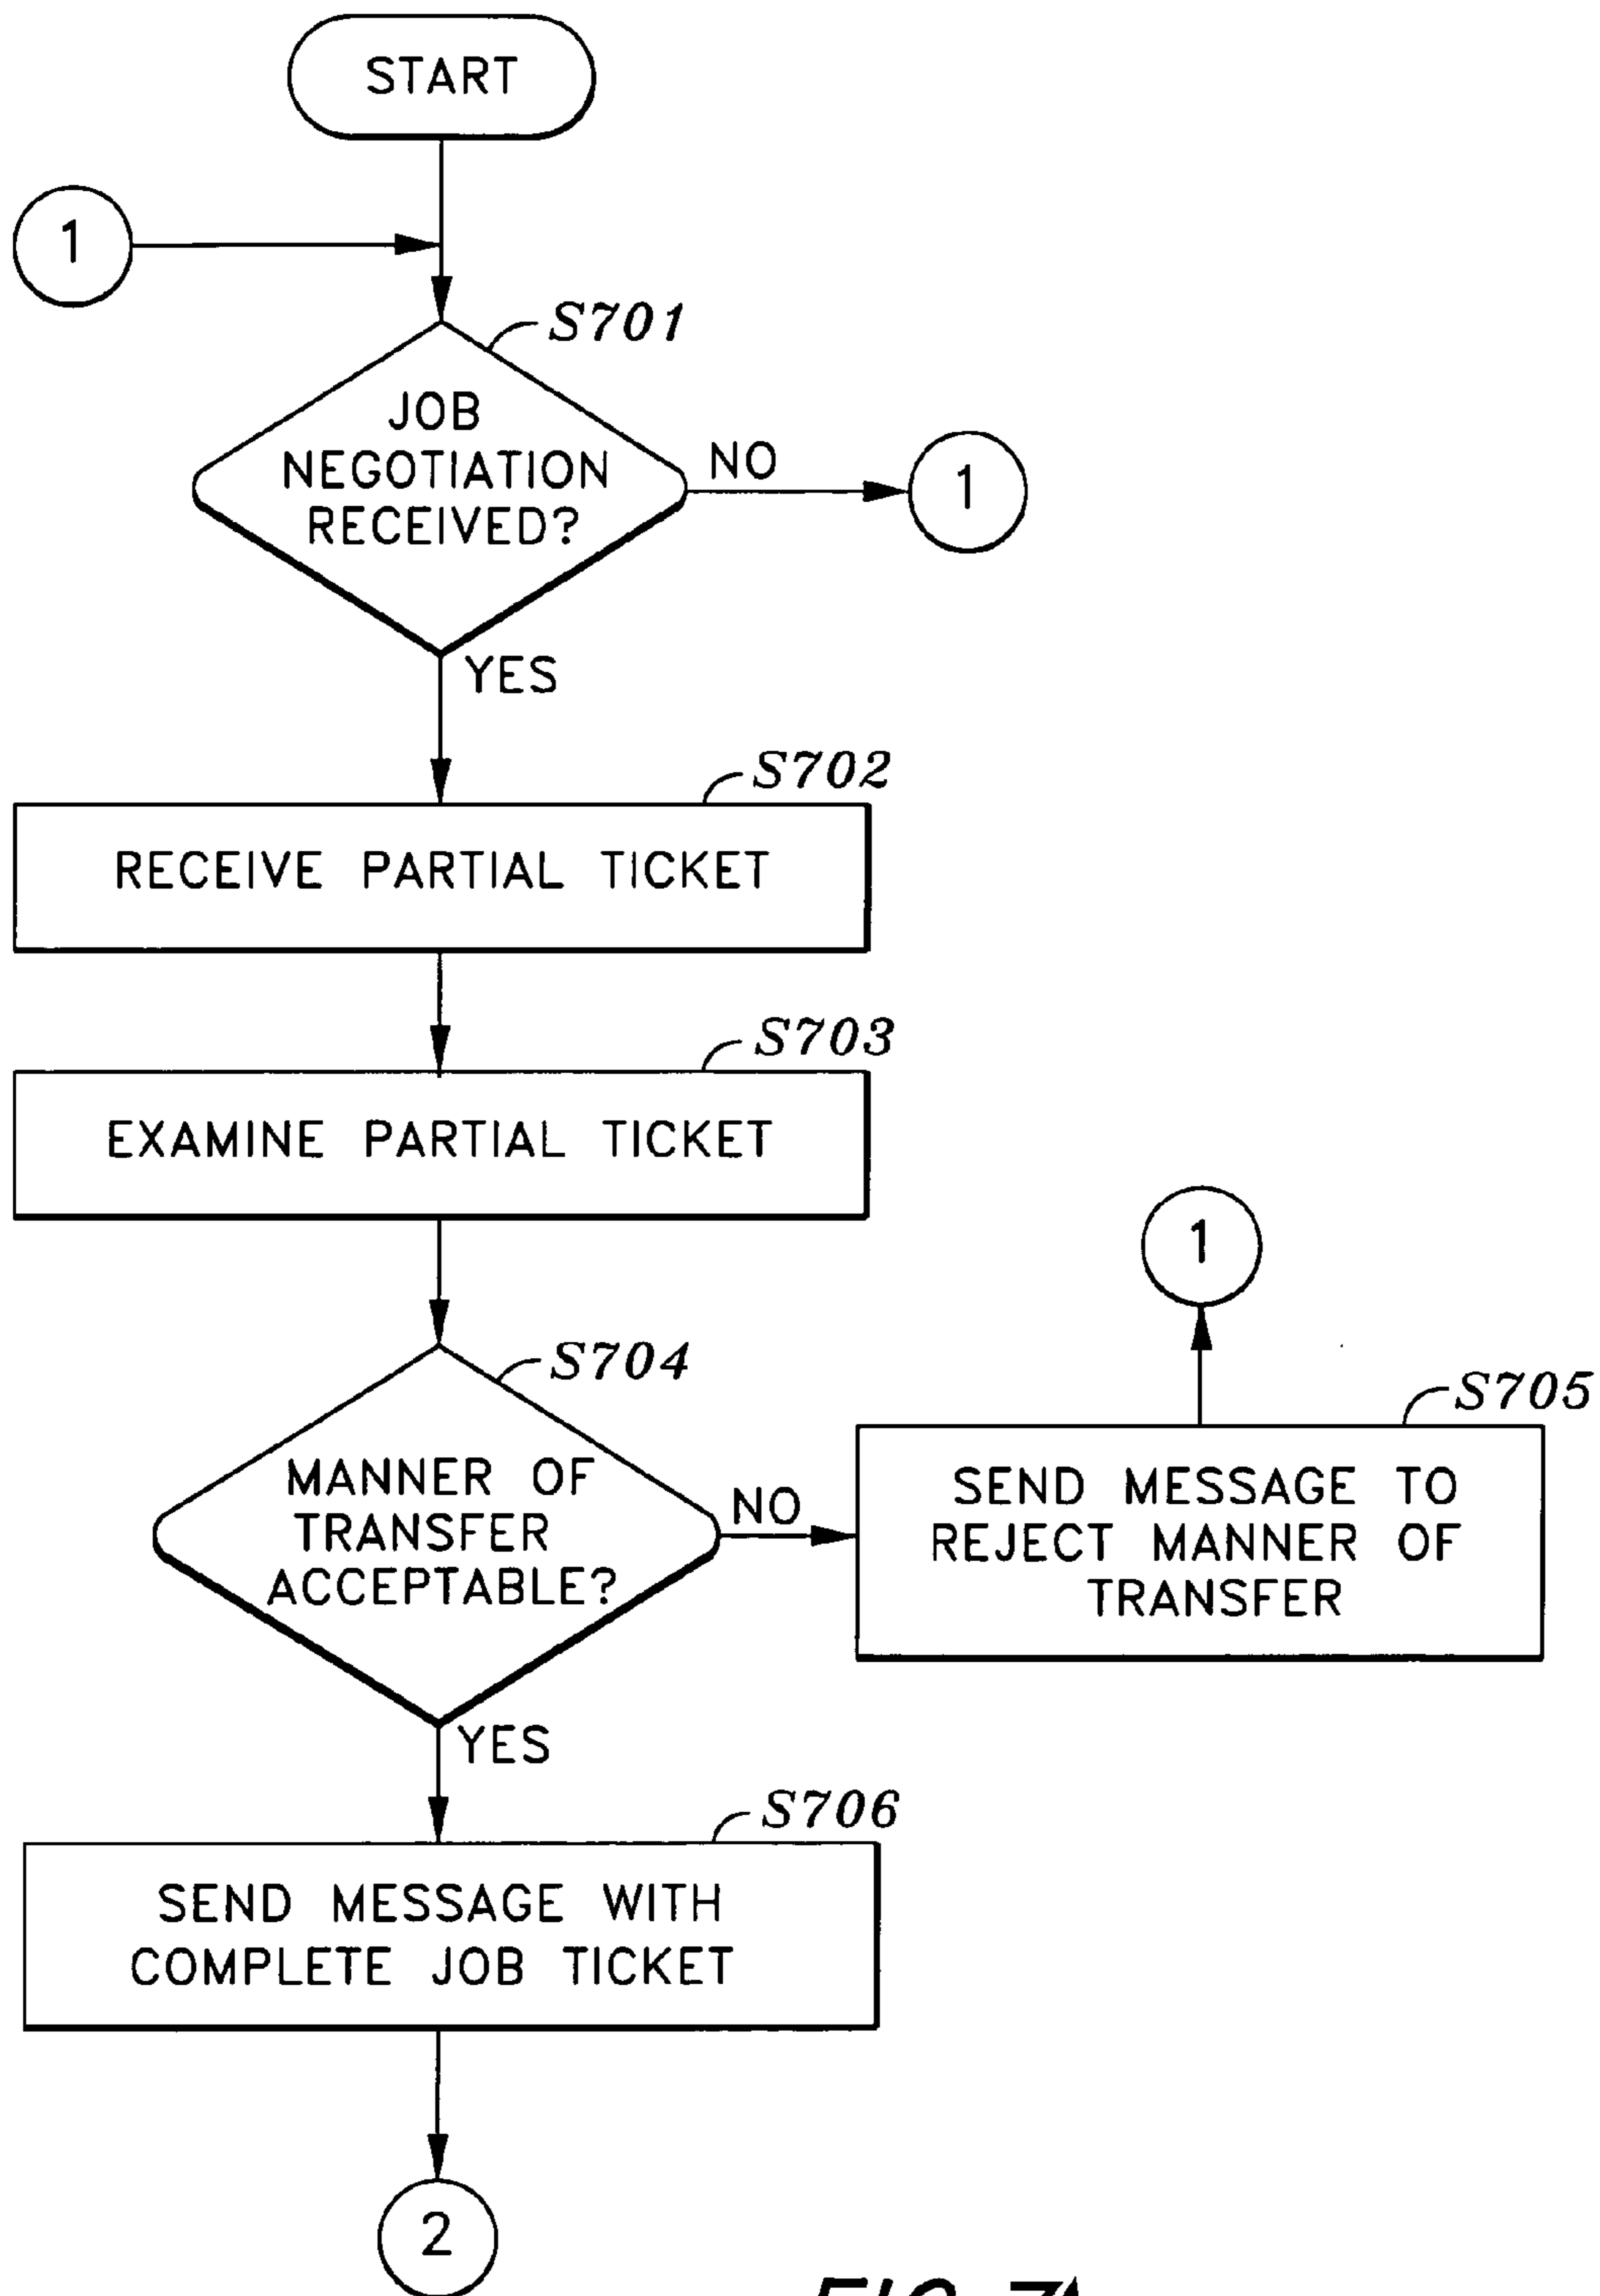 START
1
S701
JOB
NEGOTIATION
RECEIVED?
NO
1
YES
S702
RECEIVE PARTIAL TICKET
S703
EXAMINE PARTIAL TICKET
1
S704
S705
MANNER OF
TRANSFER
ACCEPTABLE?
NO
SEND MESSAGE TO
REJECT MANNER OF
TRANSFER
YES
S706
SEND MESSAGE WITH
COMPLETE JOB TICKET
2